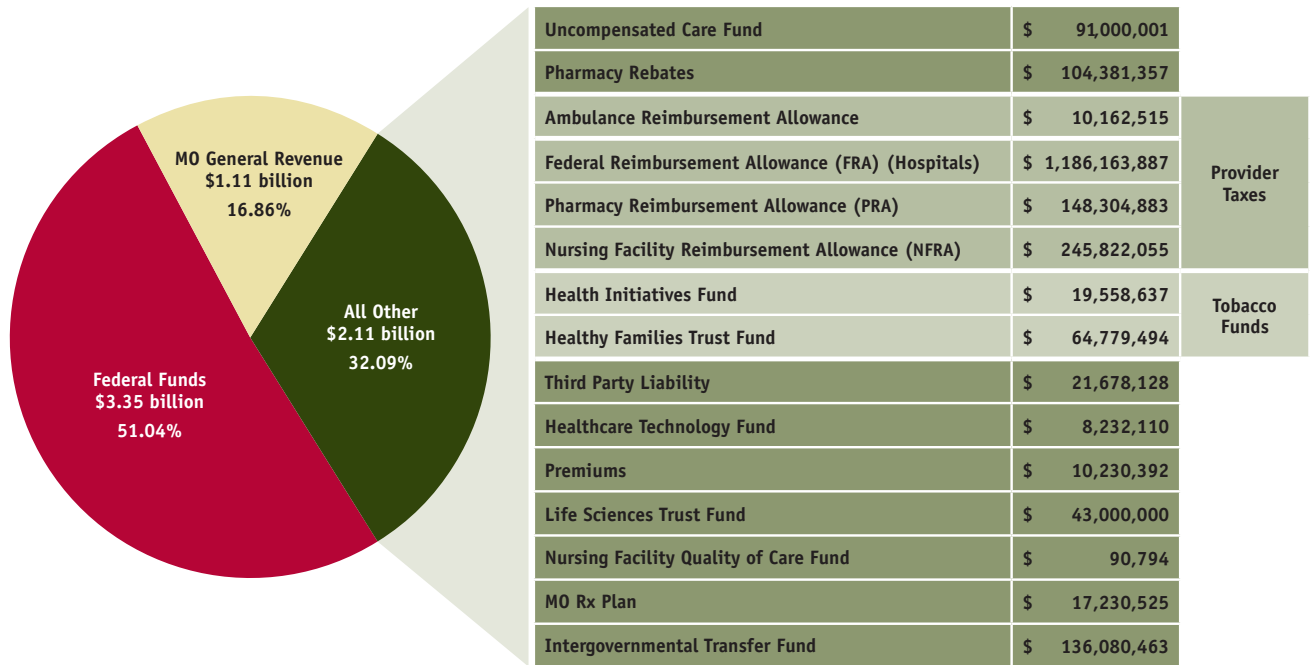 MO General Revenue
$1.11 billion
16.86%
All Other
$2.11 billion
32.09%
Federal Funds
$3.35 billion
51.04%
Uncompensated Care Fund $ 91,000,001
Pharmacy Rebates $ 104,381,357
Ambulance Reimbursement Allowance $ 10,162,515
Federal Reimbursement Allowance (FRA) (Hospitals) $ 1,186,163,887
Pharmacy Reimbursement Allowance (PRA) $ 148,304,883
Nursing Facility Reimbursement Allowance (NFRA) $ 245,822,055
Provider
Taxes
Health Initiatives Fund $ 19,558,637
Healthy Families Trust Fund $ 64,779,494
Tobacco
Funds
Third Party Liability $ 21,678,128
Healthcare Technology Fund $ 8,232,110
Premiums $ 10,230,392
Life Sciences Trust Fund $ 43,000,000
Nursing Facility Quality of Care Fund $ 90,794
MO Rx Plan $ 17,230,525
Intergovernmental Transfer Fund $ 136,080,463